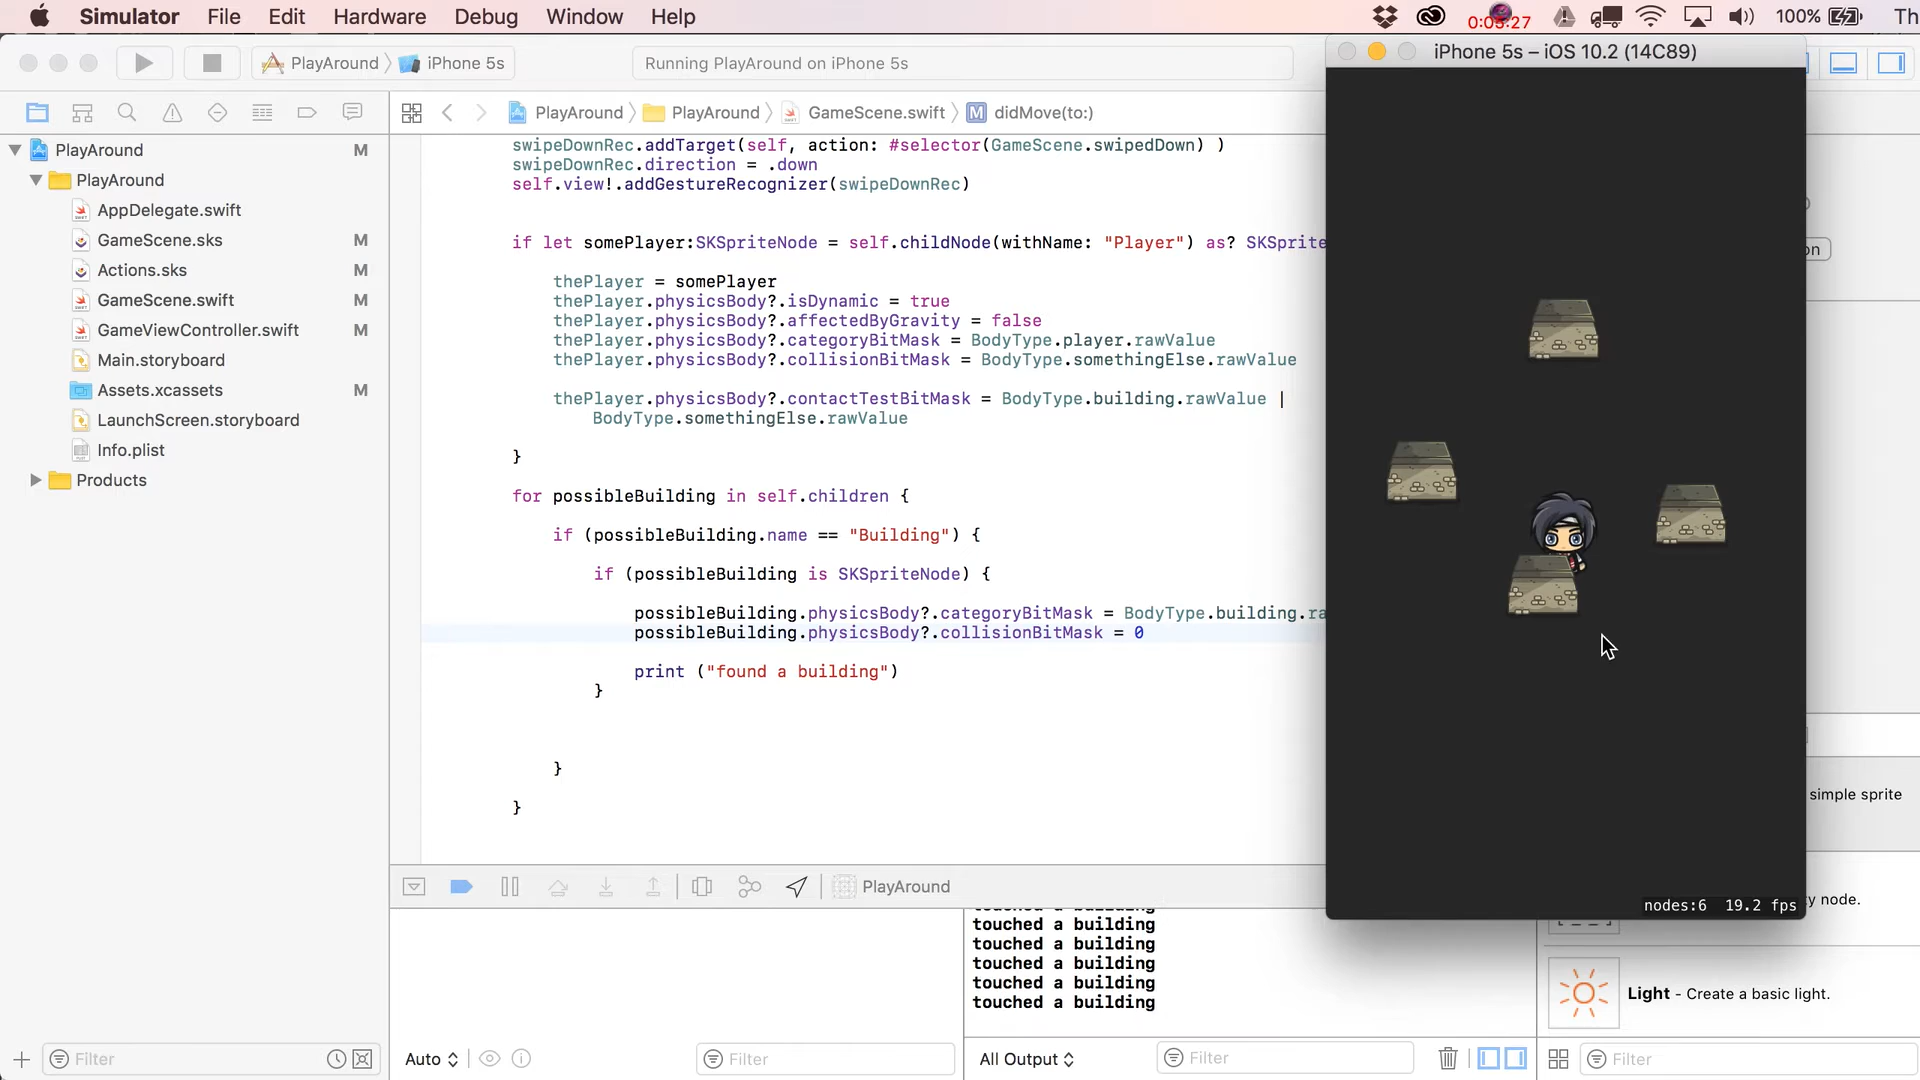 Simulator File Edit Hardware Debug Window Help
0:05:27
100%
Th
PlayAround
iPhone 5s
Running PlayAround on iPhone 5s
iPhone 5s – iOS 10.2 (14C89)
PlayAround
PlayAround
GameScene.swift
M
didMove(to:)
PlayAround M
PlayAround
AppDelegate.swift
GameScene.sks M
Actions.sks M
GameScene.swift M
GameViewController.swift M
Main.storyboard
Assets.xcassets M
LaunchScreen.storyboard
Info.plist
Products
swipeDownRec.addTarget(self, action: #selector(GameScene.swipedDown) )
swipeDownRec.direction = .down
self.view!.addGestureRecognizer(swipeDownRec)
if let somePlayer:SKSpriteNode = self.childNode(withName: "Player") as? SKSprite
thePlayer = somePlayer
thePlayer.physicsBody?.isDynamic = true
thePlayer.physicsBody?.affectedByGravity = false
thePlayer.physicsBody?.categoryBitMask = BodyType.player.rawValue
thePlayer.physicsBody?.collisionBitMask = BodyType.somethingElse.rawValue
thePlayer.physicsBody?.contactTestBitMask = BodyType.building.rawValue |
BodyType.somethingElse.rawValue
}
for possibleBuilding in self.children {
if (possibleBuilding.name == "Building") {
if (possibleBuilding is SKSpriteNode) {
possibleBuilding.physicsBody?.categoryBitMask = BodyType.building.ra
possibleBuilding.physicsBody?.collisionBitMask = 0
print ("found a building")
}
}
}
on
simple sprite
y node.
Light - Create a basic light.
nodes:6 19.2 fps
PlayAround
touched a building
touched a building
touched a building
touched a building
touched a building
touched a building
Filter
Auto
Filter
All Output
Filter
Filter